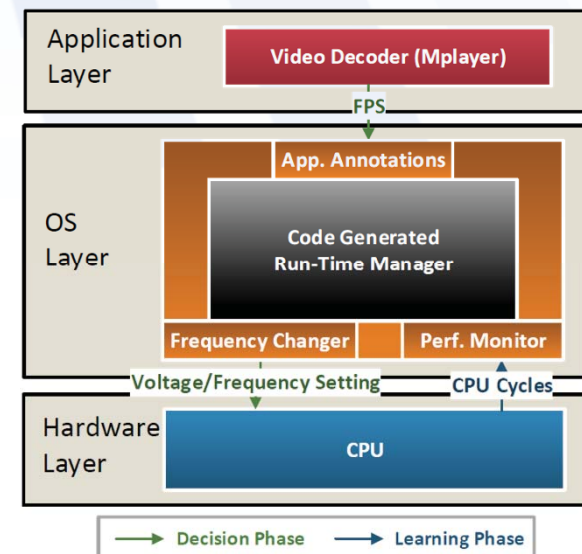 Application
Layer
Video Decoder (Mplayer)
FPS
OS
Layer
App. Annotations
Code Generated
Run-Time Manager
Frequency Changer
Perf. Monitor
Voltage/Frequency Setting
CPU Cycles
Hardware
Layer
CPU
Decision Phase
Learning Phase